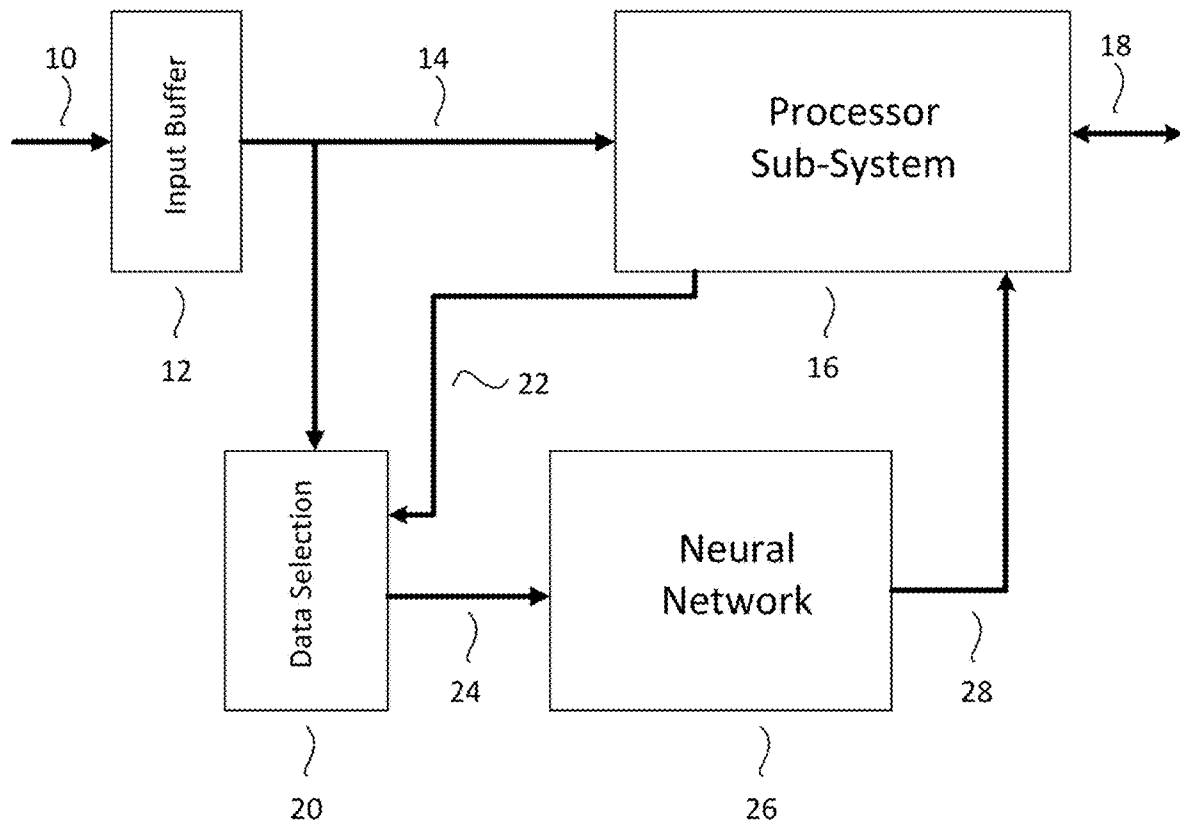 10
Input Buffer
14
Processor
Sub-System
18
12
16
22
Data Selection
Neural
Network
24
28
20
26